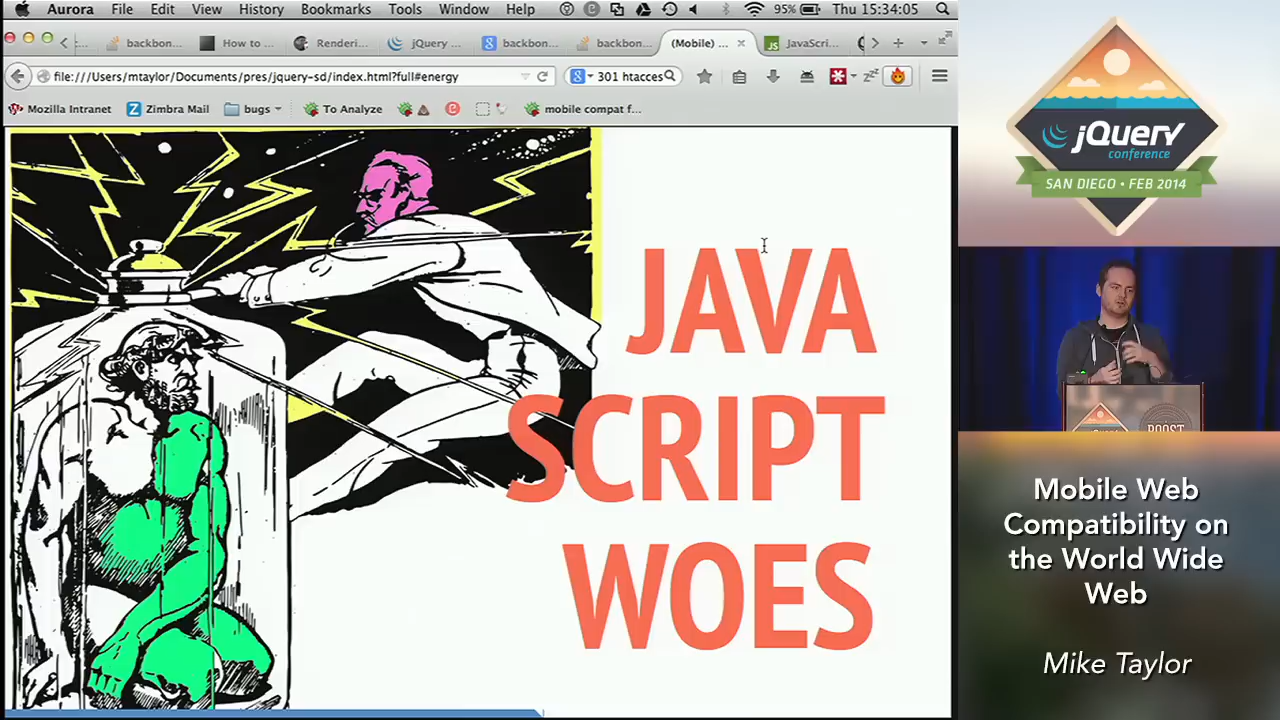 Aurora File Edit View History Bookmarks Tools Window Help 95% Thu 15:34:05
backbon... How to ... Renderi... jQuery ... backbon... backbon... (Mobile) ... × JavaScri...
file:///Users/mtaylor/Documents/pres/jquery-sd/index.html?full#energy 301 htacces
Mozilla Intranet Zimbra Mail bugs To Analyze mobile compat f...
JAVA
SCRIPT
WOES
jQuery
conference
SAN DIEGO • FEB 2014
BOOST
Mobile Web
Compatibility on
the World Wide
Web
Mike Taylor